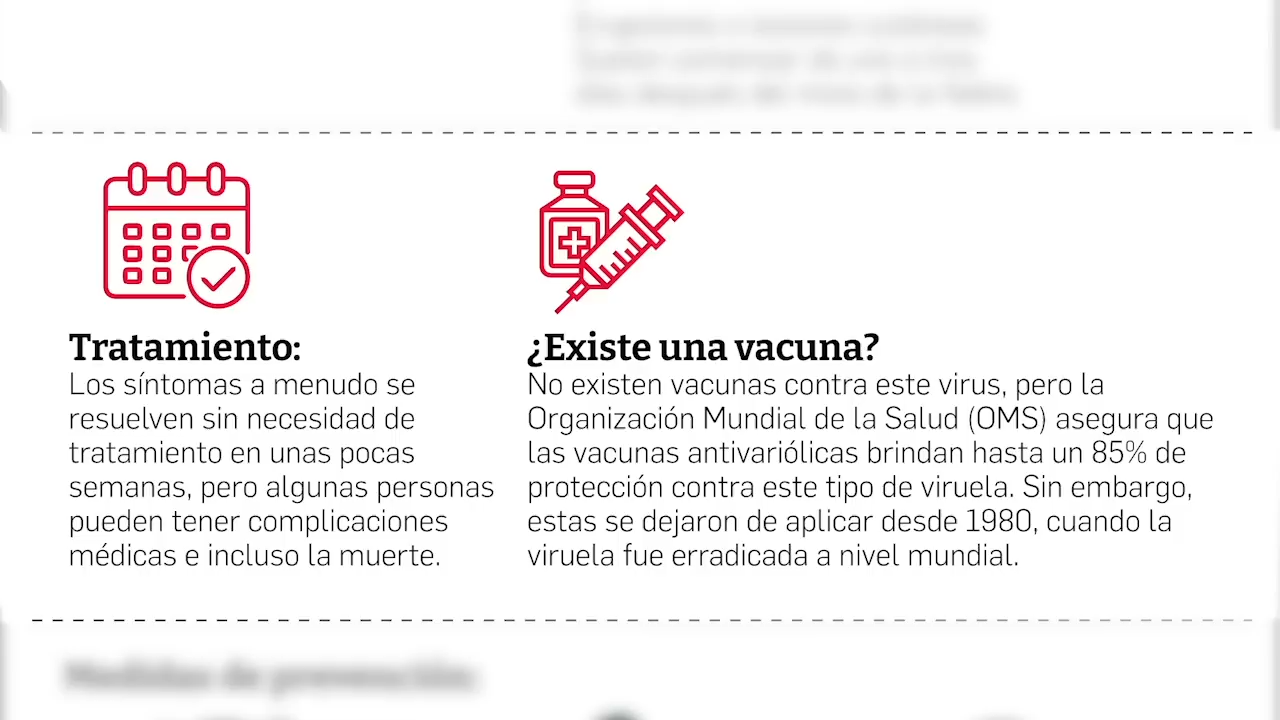 Tratamiento:
Los síntomas a menudo se
resuelven sin necesidad de
tratamiento en unas pocas
semanas, pero algunas personas
pueden tener complicaciones
médicas e incluso la muerte.
¿Existe una vacuna?
No existen vacunas contra este virus, pero la
Organización Mundial de la Salud (OMS) asegura que
las vacunas antivariólicas brindan hasta un 85% de
protección contra este tipo de viruela. Sin embargo,
estas se dejaron de aplicar desde 1980, cuando la
viruela fue erradicada a nivel mundial.
Medidas de prevención: